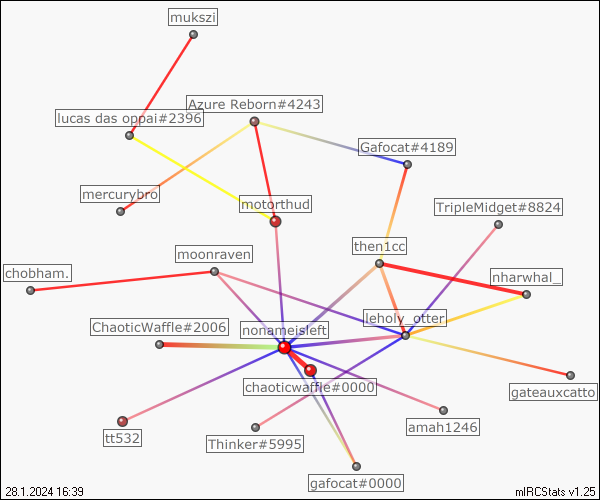 mukszi
Azure Reborn#4243
lucas das oppai#2396
Gafocat#4189
mercurybro
motorthud
TripleMidget#8824
then1cc
moonraven
chobham.
nharwhal_
leholy_otter.
ChaoticWaffle#2006
nonameisleft
chaoticwaffle#0000
gateauxcatto
amah1246
tt532
Thinker#5995
gafocat#0000
28.1.2024 16:39
mIRCStats v1.25